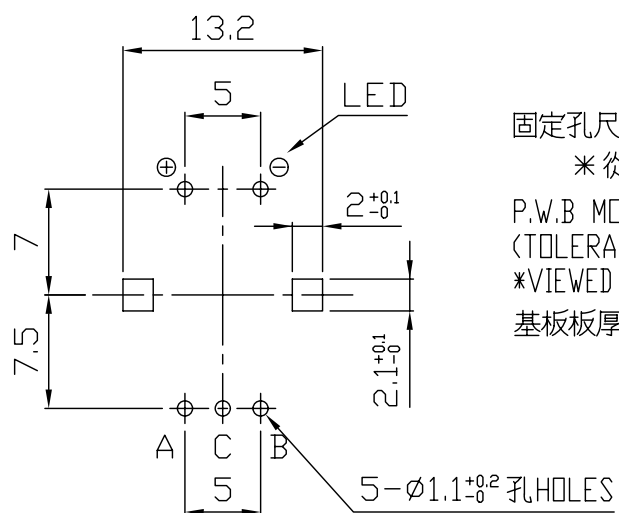 13.2
5
LED
⊕ ⊖
2+0.1 -0
固定孔尺
*從
P.W.B MO
(TOLERA
*VIEWED
基板板厚
7
7.5
2.1+0.1 -0
A C B
5
5-Ø1.1+0.2 -0 孔HOLES